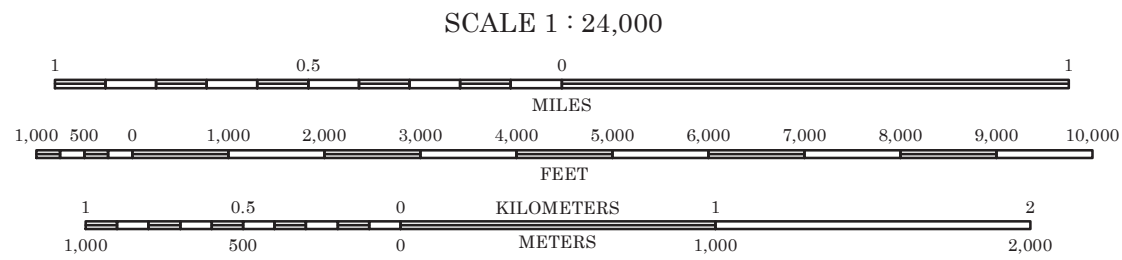 SCALE 1 : 24,000
1 0.5 0 1
MILES
1,000 500 0 1,000 2,000 3,000 4,000 5,000 6,000 7,000 8,000 9,000 10,000
FEET
1 0.5 0 KILOMETERS 1 2
1,000 500 0 METERS 1,000 2,000